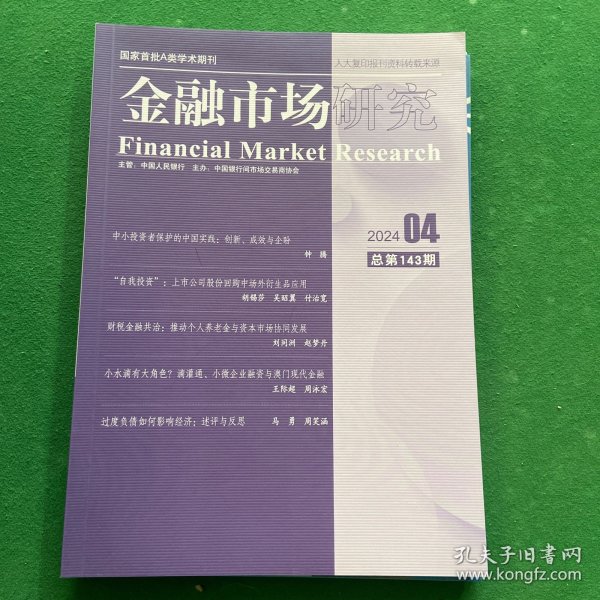 国家首批A类学术期刊
人大复印报刊资料转载来源
金融市场研究
Financial Market Research
主管：中国人民银行 主办：中国银行间市场交易商协会
2024 04
总第143期
中小投资者保护的中国实践：创新、成效与全盼
钟 腾
“自我投资”：上市公司股份回购中场外衍生品应用
胡锡莎 吴昭翼 付治宽
财税金融共治：推动个人养老金与资本市场协同发展
刘同洲 赵梦丹
小水滴有大角色？滴灌通、小微企业融资与澳门现代金融
王际超 周泳宏
过度负债如何影响经济：述评与反思 马 勇 周芙涵
孔夫子旧书网
www.kongfz.com